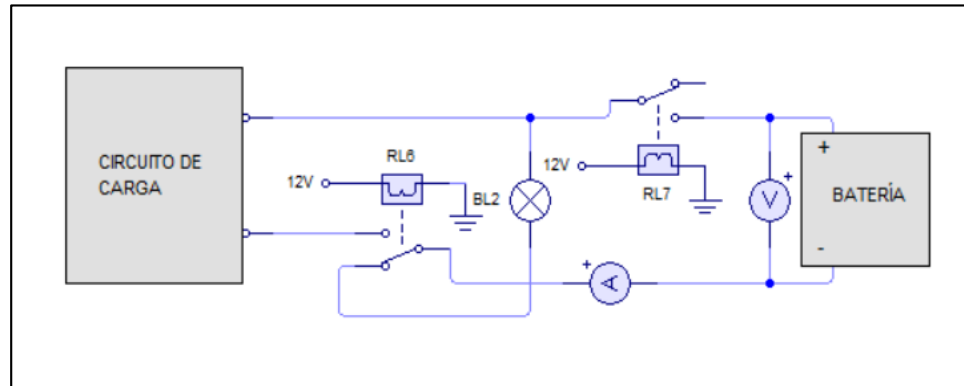 CIRCUITO DE
CARGA
RL6
12V
BL2
12V
RL7
+
V
+
-
BATERÍA
+
A